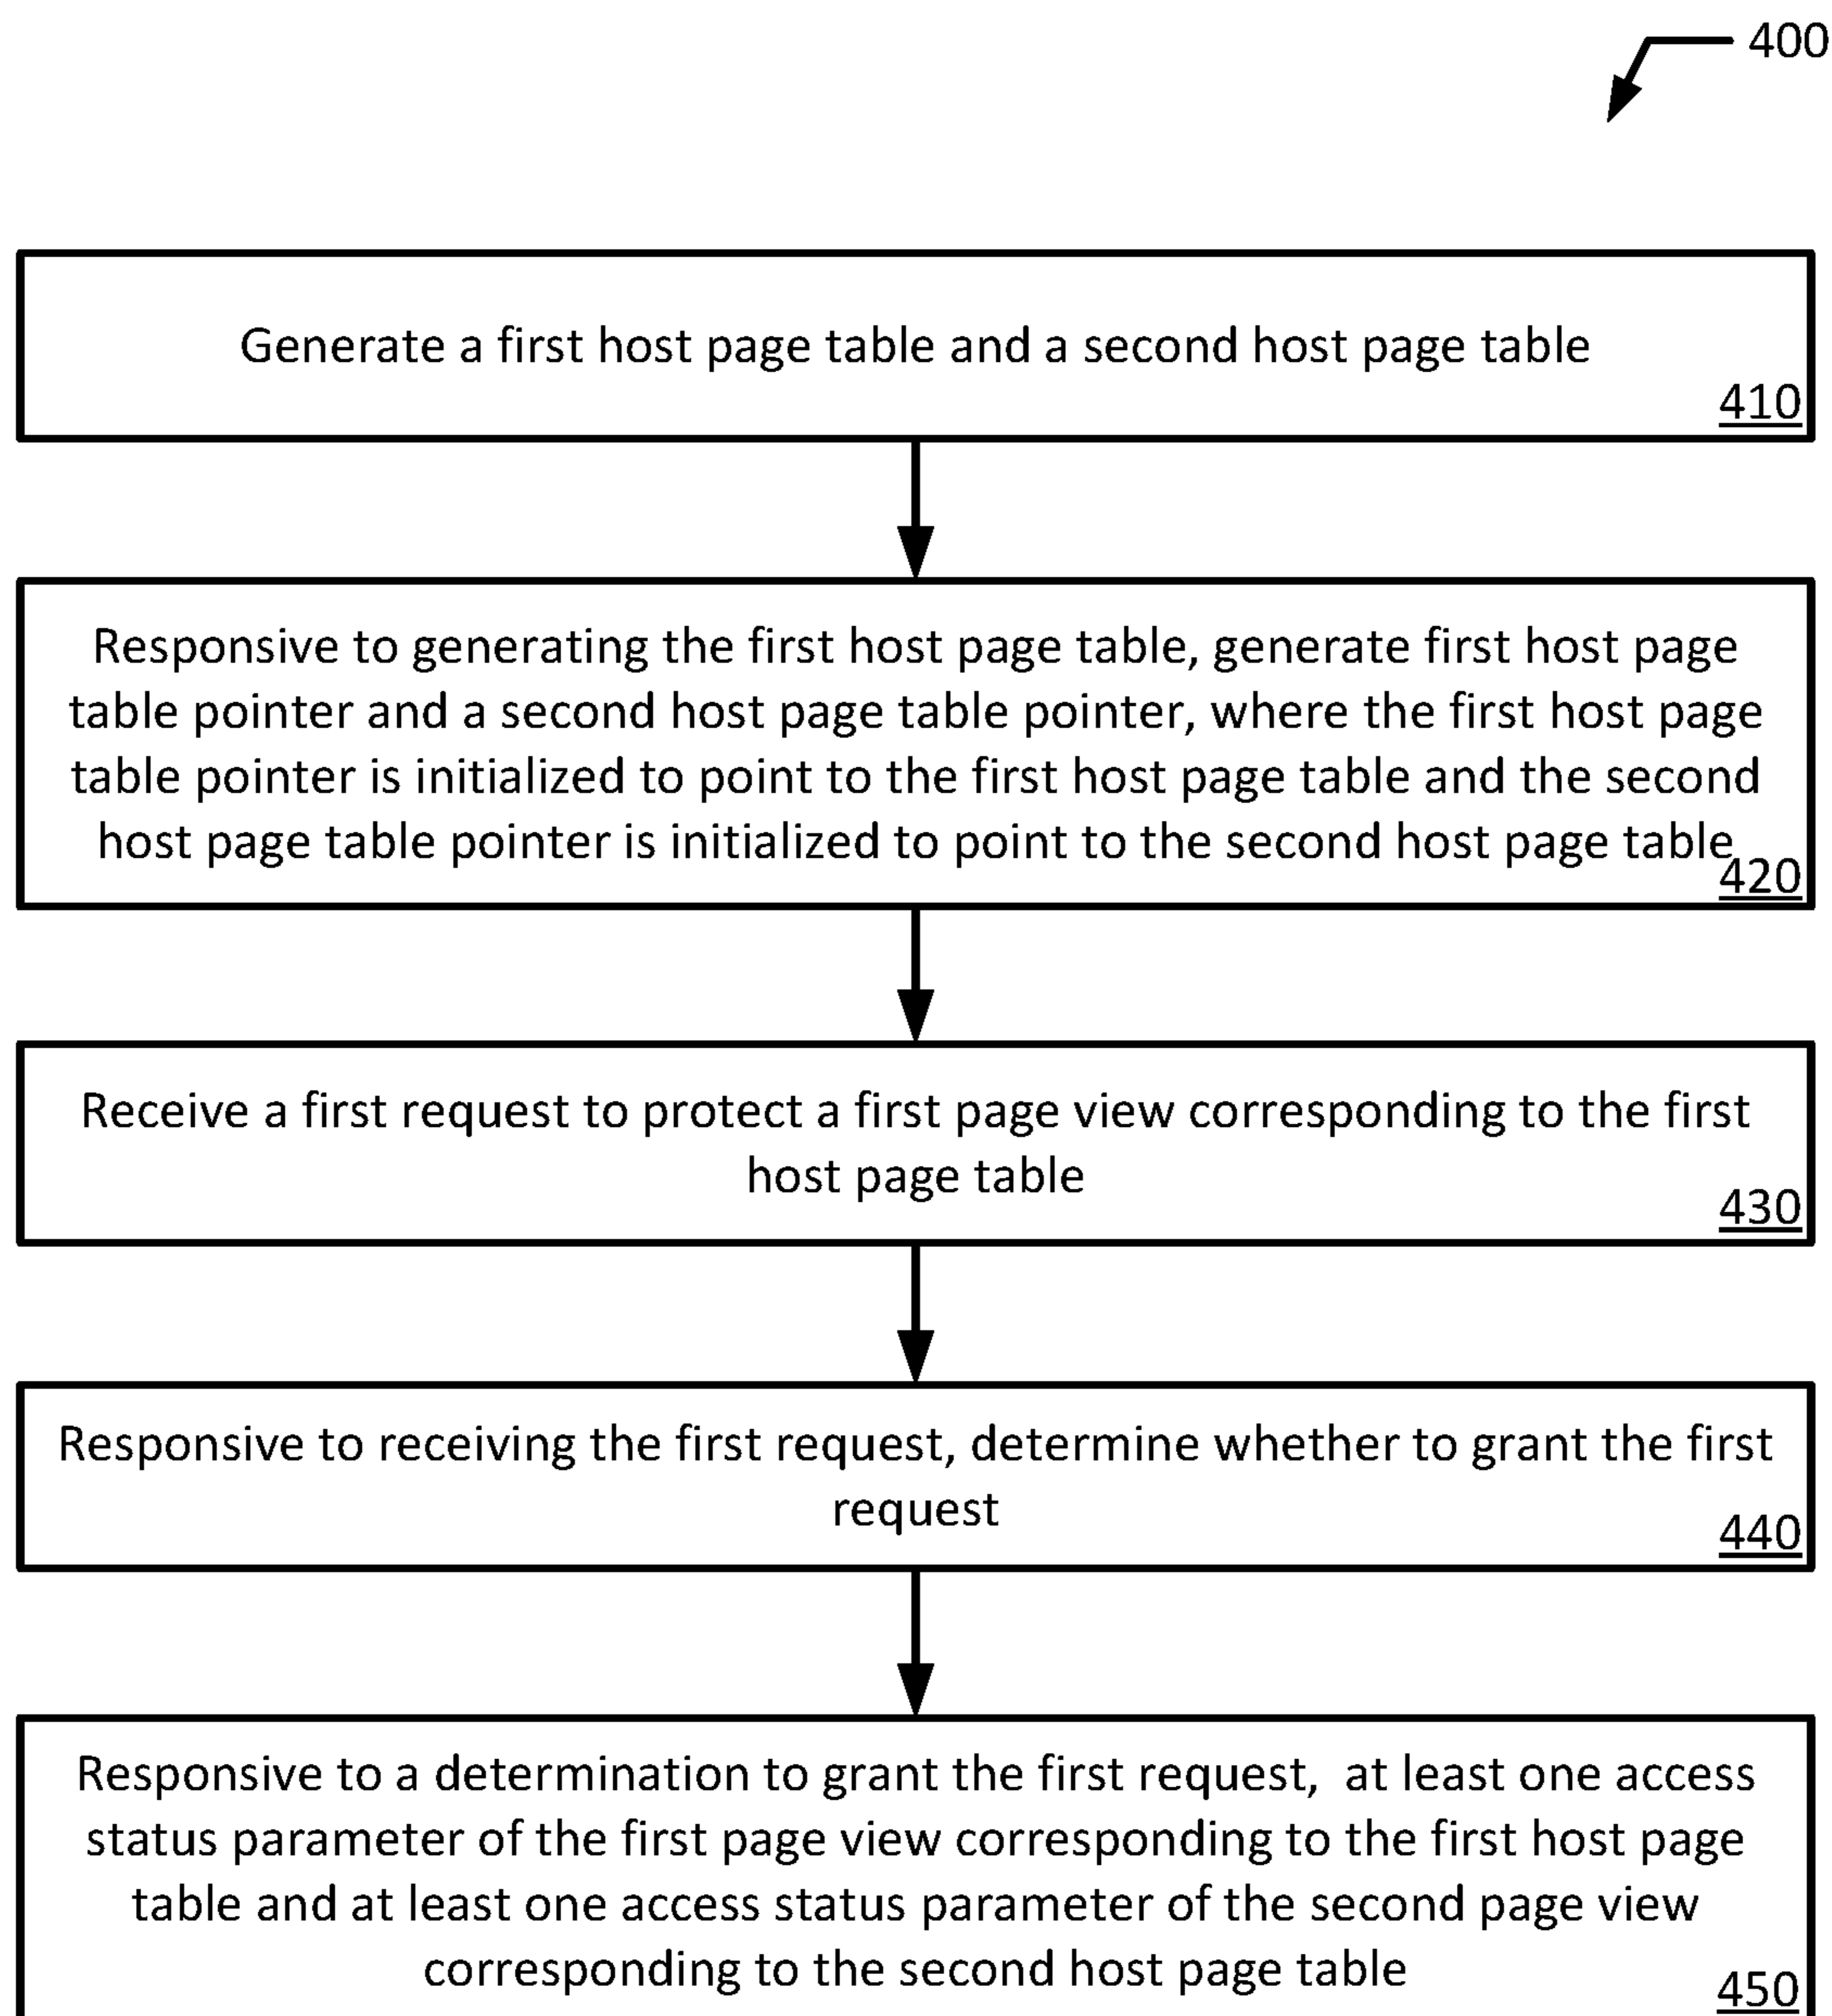 400
Generate a first host page table and a second host page table
410
Responsive to generating the first host page table, generate first host page
table pointer and a second host page table pointer, where the first host page
table pointer is initialized to point to the first host page table and the second
host page table pointer is initialized to point to the second host page table
420
Receive a first request to protect a first page view corresponding to the first
host page table
430
Responsive to receiving the first request, determine whether to grant the first
request
440
Responsive to a determination to grant the first request,  at least one access
status parameter of the first page view corresponding to the first host page
table and at least one access status parameter of the second page view
corresponding to the second host page table
450